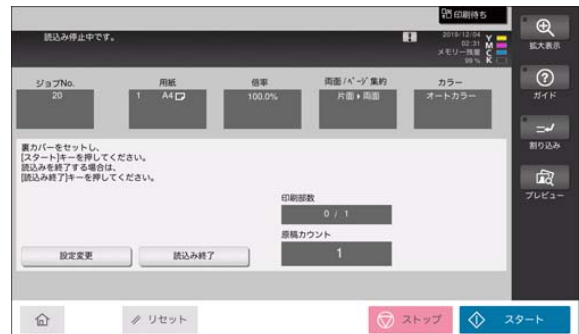 印刷待ち
読込み停止中です。
2019/12/04
02:31
メモリー残量
99 %
Y
M
C
K
ジョブNo.
20
用紙
1 A4
倍率
100.0%
両面/ページ集約
片面 両面
カラー
オートカラー
裏カバーをセットし、
[スタート]キーを押してください。
読込みを終了する場合は、
[読込み終了]キーを押してください。
印刷部数
0 / 1
原稿カウント
1
設定変更
読込み終了
拡大表示
ガイド
割り込み
プレビュー
リセット
ストップ
スタート